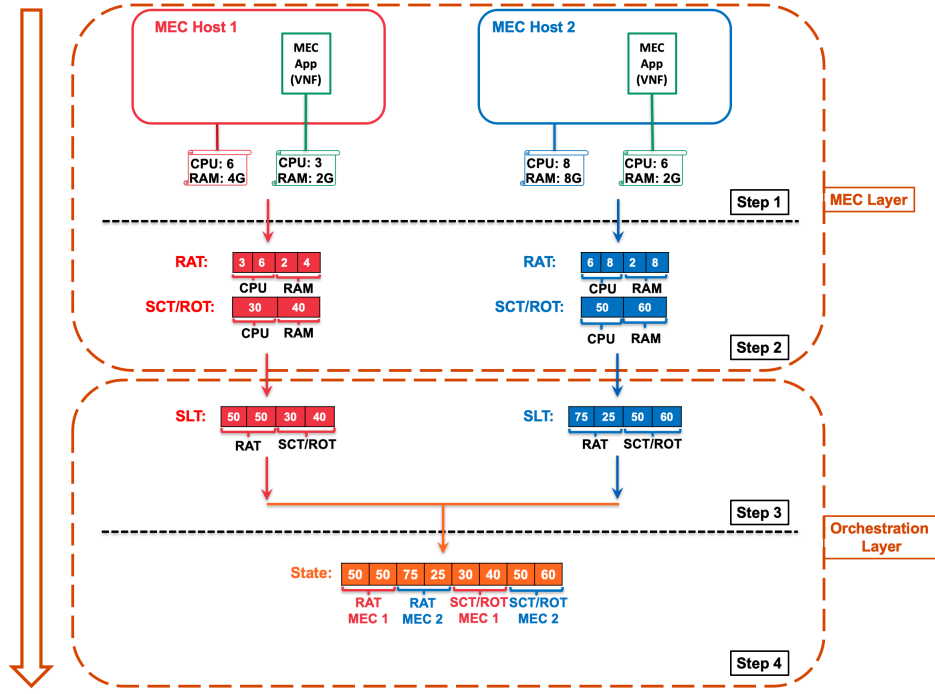 MEC Host 1
MEC
App
(VNF)
MEC Host 2
MEC
App
(VNF)
CPU: 6
RAM: 4G
CPU: 3
RAM: 2G
CPU: 8
RAM: 8G
CPU: 6
RAM: 2G
Step 1
MEC Layer
RAT: 3 6 2 4
CPU RAM
SCT/ROT: 30 40
CPU RAM
RAT: 6 8 2 8
CPU RAM
SCT/ROT: 50 60
CPU RAM
Step 2
SLT: 50 50 30 40
RAT SCT/ROT
SLT: 75 25 50 60
RAT SCT/ROT
Step 3
Orchestration
Layer
State: 50 50 75 25 30 40 50 60
RAT RAT SCT/ROT SCT/ROT
MEC 1 MEC 2 MEC 1 MEC 2
Step 4